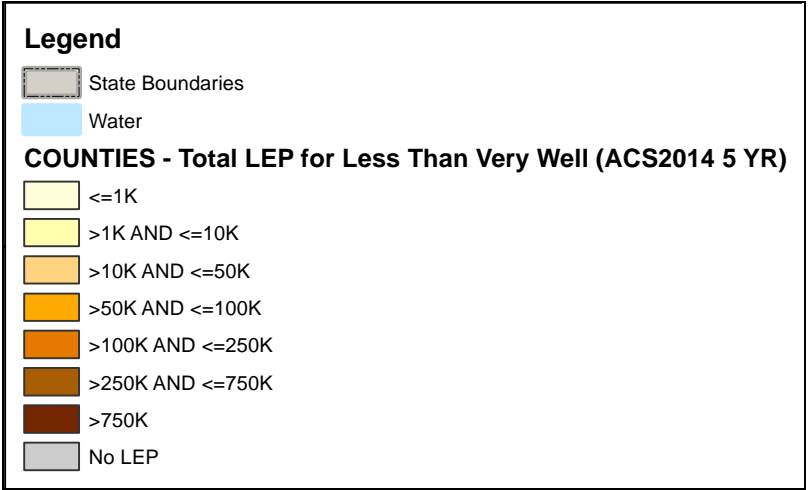 Legend
State Boundaries
Water
COUNTIES - Total LEP for Less Than Very Well (ACS2014 5 YR)
<=1K
>1K AND <=10K
>10K AND <=50K
>50K AND <=100K
>100K AND <=250K
>250K AND <=750K
>750K
No LEP